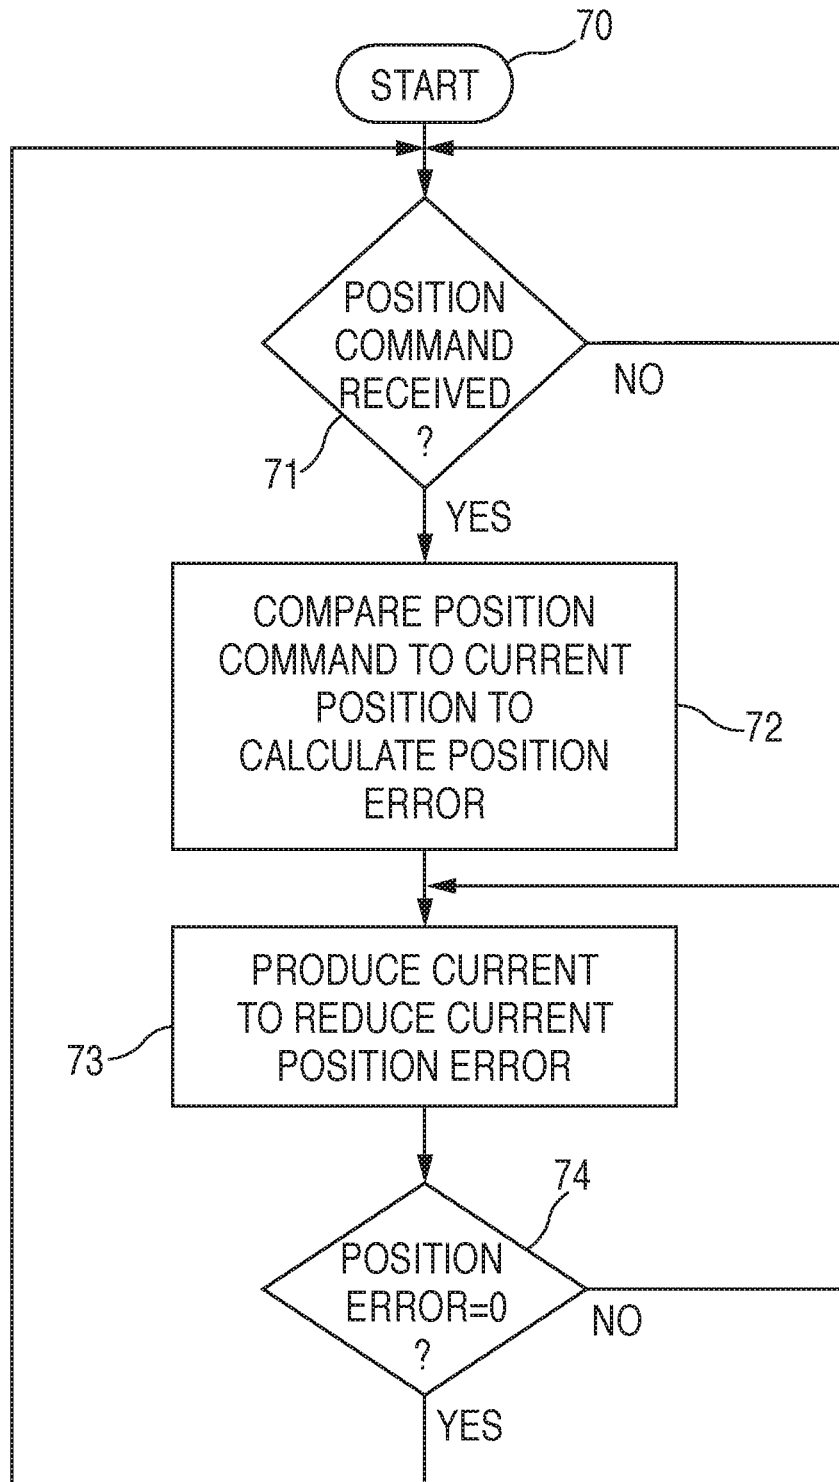 70
START
POSITION
COMMAND
RECEIVED
?
NO
71
YES
COMPARE POSITION
COMMAND TO CURRENT
POSITION TO
CALCULATE POSITION
ERROR
72
PRODUCE CURRENT
TO REDUCE CURRENT
POSITION ERROR
73
74
POSITION
ERROR=0
?
NO
YES